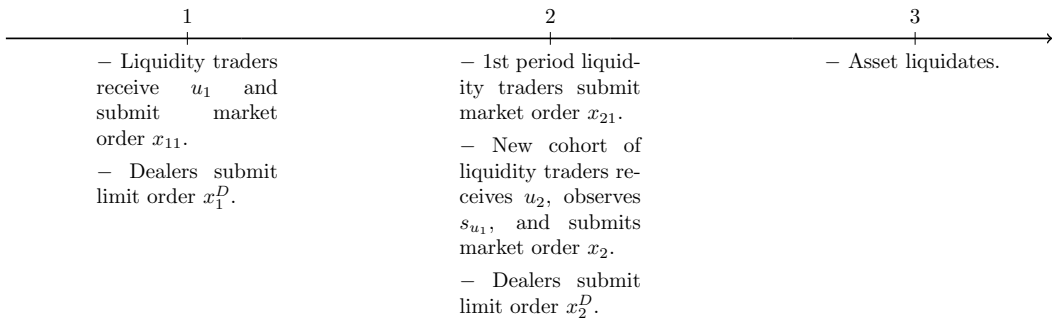 1
2
3
– Liquidity traders
receive u₁ and
submit market
order x₁₁.
– Dealers submit
limit order x₁ᴰ.
– 1st period liquid-
ity traders submit
market order x₂₁.
– New cohort of
liquidity traders re-
ceives u₂, observes
s_{u₁}, and submits
market order x₂.
– Dealers submit
limit order x₂ᴰ.
– Asset liquidates.